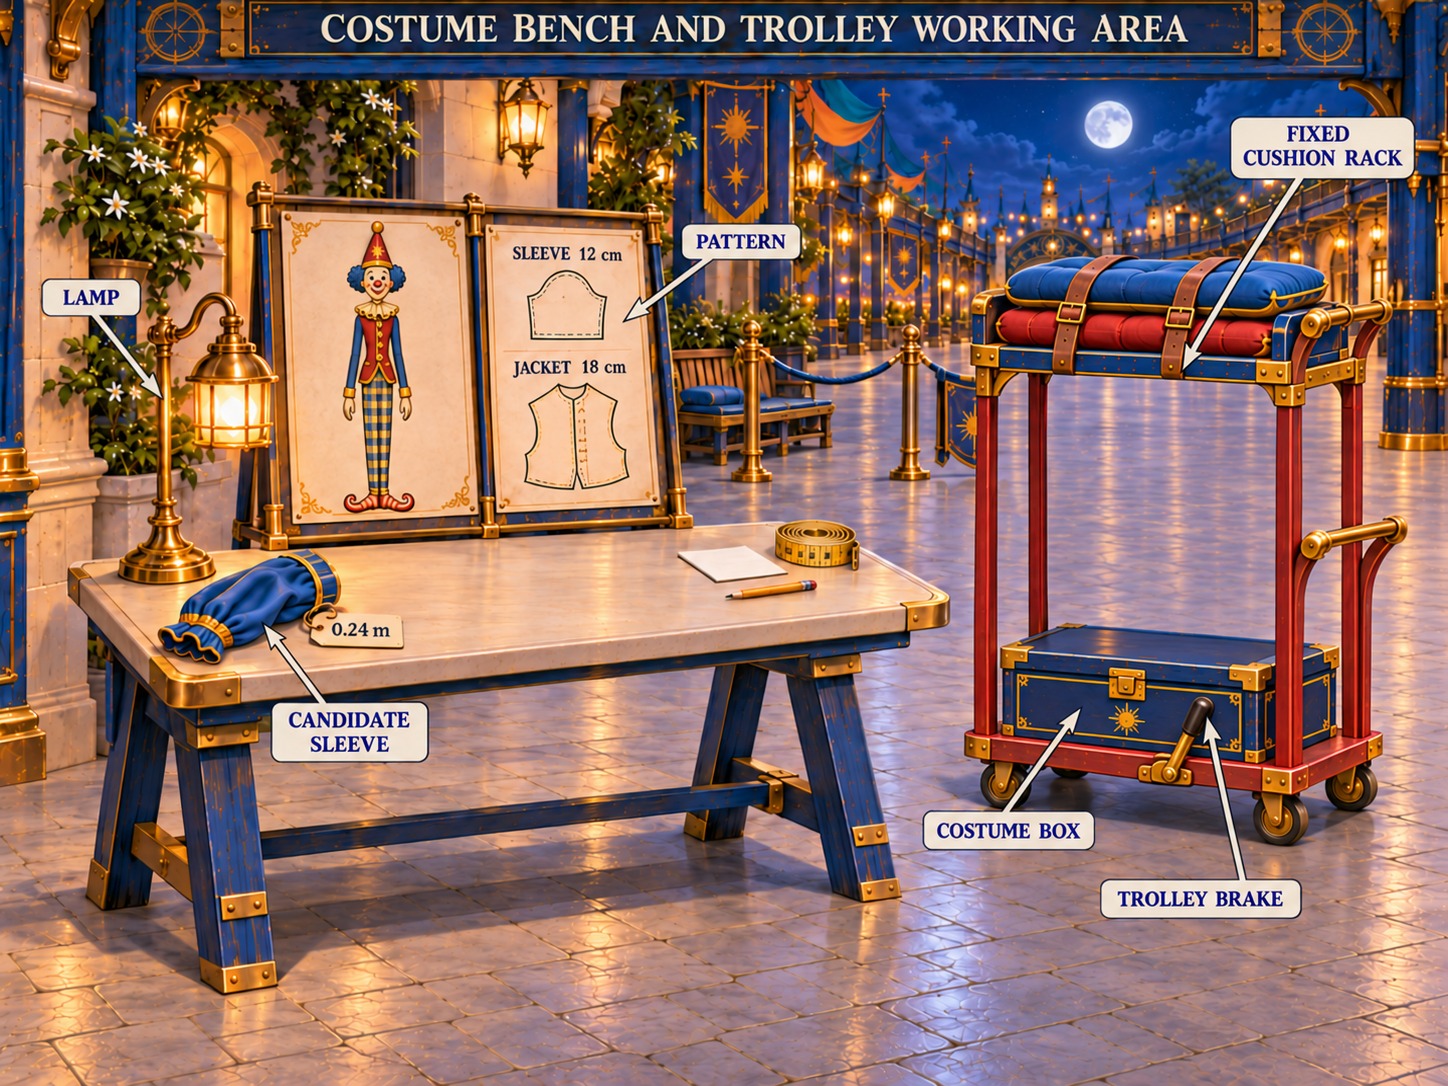 COSTUME BENCH AND TROLLEY WORKING AREA
FIXED
CUSHION RACK
PATTERN
SLEEVE 12 cm
LAMP
JACKET 18 cm
0.24 m
CANDIDATE
SLEEVE
COSTUME BOX
TROLLEY BRAKE